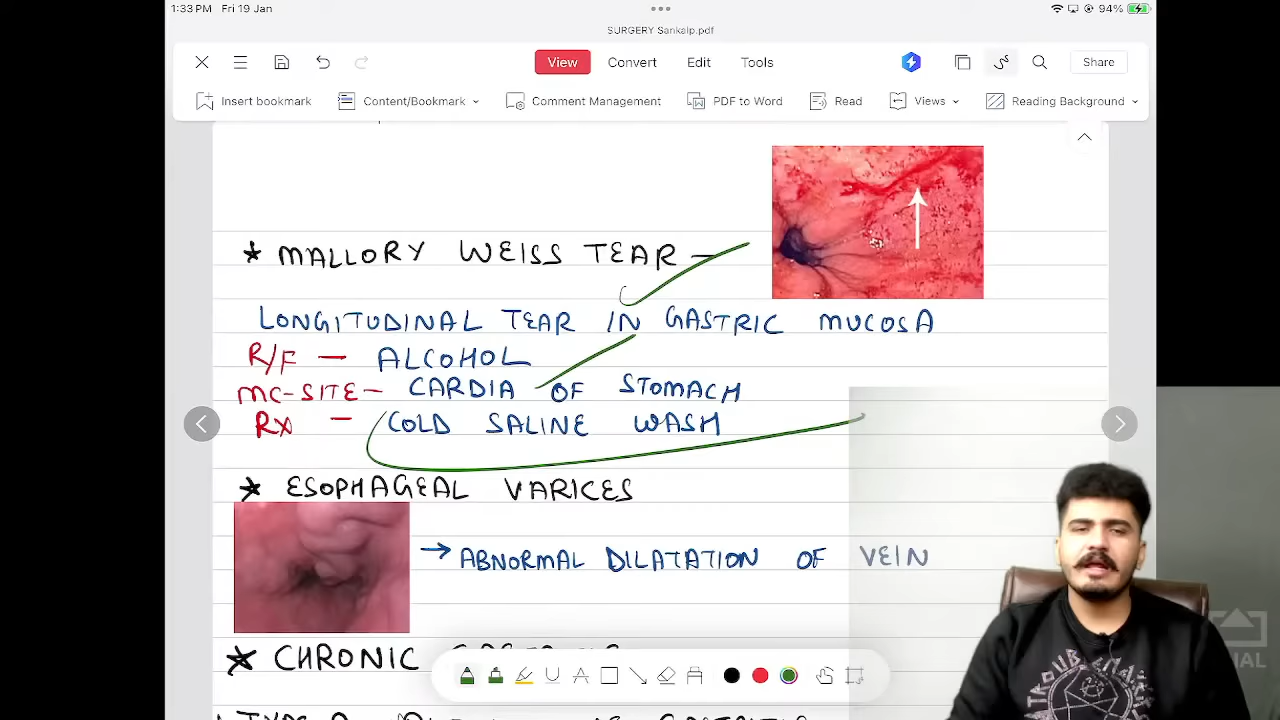 1:33 PM Fri 19 Jan
94%
SURGERY Sankalp.pdf
View Convert Edit Tools
Share
Insert bookmark Content/Bookmark Comment Management PDF to Word Read Views Reading Background
* MALLORY WEISS TEAR -
LONGITUDINAL TEAR IN GASTRIC MUCOSA
R/F - ALCOHOL
MC-SITE - CARDIA OF STOMACH
RX - COLD SALINE WASH
* ESOPHAGEAL VARICES
→ ABNORMAL DILATATION OF VEIN
* CHRONIC